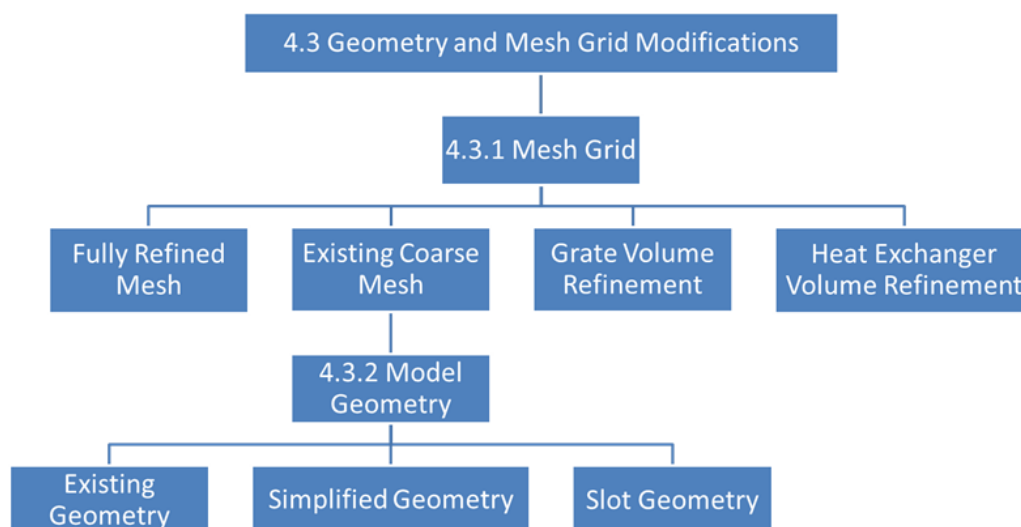 4.3 Geometry and Mesh Grid Modifications
4.3.1 Mesh Grid
Fully Refined
Mesh
Existing Coarse
Mesh
Grate Volume
Refinement
Heat Exchanger
Volume Refinement
4.3.2 Model
Geometry
Existing
Geometry
Simplified Geometry
Slot Geometry